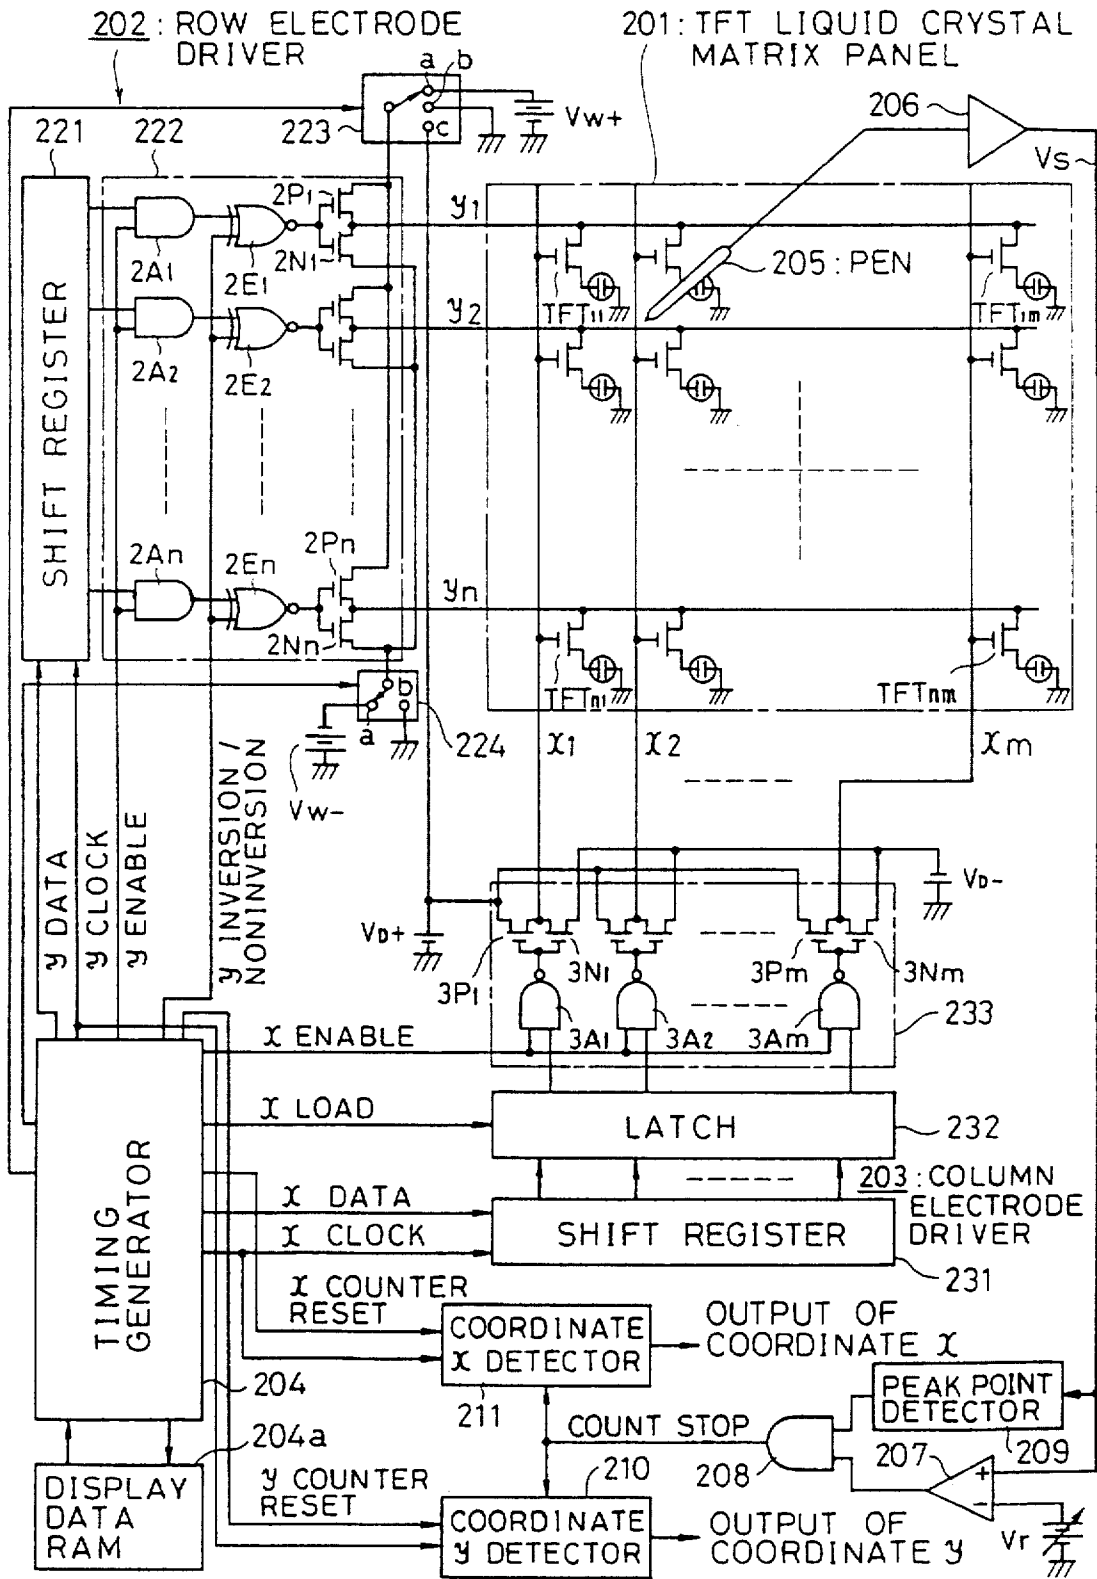 202: ROW ELECTRODE
DRIVER
201: TFT LIQUID CRYSTAL
MATRIX PANEL
a
b
c
223
Vw+
206
Vs
221
222
2P1
2N1
2A1
2E1
y1
205: PEN
TFT11
TFT1m
y2
2A2
2E2
SHIFT REGISTER
2An
2En
2Pn
2Nn
yn
TFTn1
TFTnm
b
a
224
Vw-
x1
x2
xm
y DATA
y CLOCK
y ENABLE
y INVERSION /
NONINVERSION
VD+
VD-
3P1
3N1
3Pm
3Nm
3A1
3A2
3Am
233
x ENABLE
x LOAD
LATCH
232
203: COLUMN
ELECTRODE
DRIVER
x DATA
x CLOCK
SHIFT REGISTER
231
TIMING
GENERATOR
204
x COUNTER
RESET
COORDINATE
x DETECTOR
211
OUTPUT OF
COORDINATE x
PEAK POINT
DETECTOR
209
COUNT STOP
208
207
+
−
Vr
204a
DISPLAY
DATA
RAM
y COUNTER
RESET
210
COORDINATE
y DETECTOR
OUTPUT OF
COORDINATE y